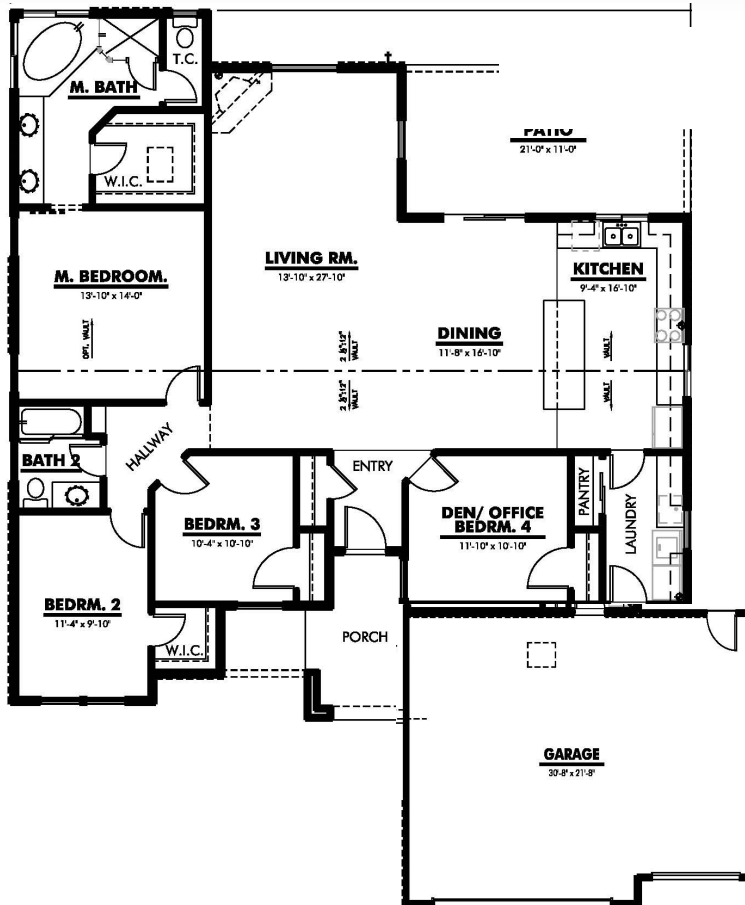 T.C.
M. BATH
W.I.C.
PATIO
21'-0" x 11'-0"
LIVING RM.
13'-10" x 27'-10"
KITCHEN
9'-4" x 16'-10"
M. BEDROOM.
13'-10" x 14'-0"
OPT. VAULT
DINING
11'-8" x 16'-10"
2 ½":12"
VAULT
VAULT
2 ½":12"
VAULT
VAULT
HALLWAY
BATH 2
ENTRY
PANTRY
LAUNDRY
BEDRM. 3
10'-4" x 10'-10"
DEN/ OFFICE
BEDRM. 4
11'-10" x 10'-10"
BEDRM. 2
11'-4" x 9'-10"
W.I.C.
PORCH
GARAGE
30'-8" x 21'-8"